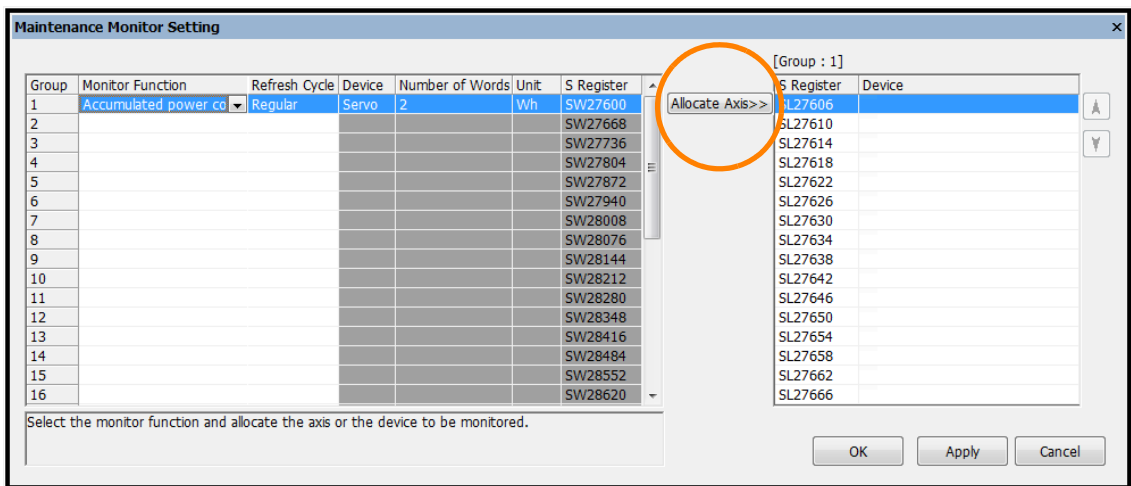 Maintenance Monitor Setting x
[Group : 1]
Group Monitor Function Refresh Cycle Device Number of Words Unit S Register
1 Accumulated power co Regular Servo 2 Wh SW27600
2 SW27668
3 SW27736
4 SW27804
5 SW27872
6 SW27940
7 SW28008
8 SW28076
9 SW28144
10 SW28212
11 SW28280
12 SW28348
13 SW28416
14 SW28484
15 SW28552
16 SW28620
Allocate Axis>>
S Register Device
SL27606
SL27610
SL27614
SL27618
SL27622
SL27626
SL27630
SL27634
SL27638
SL27642
SL27646
SL27650
SL27654
SL27658
SL27662
SL27666
Select the monitor function and allocate the axis or the device to be monitored.
OK Apply Cancel